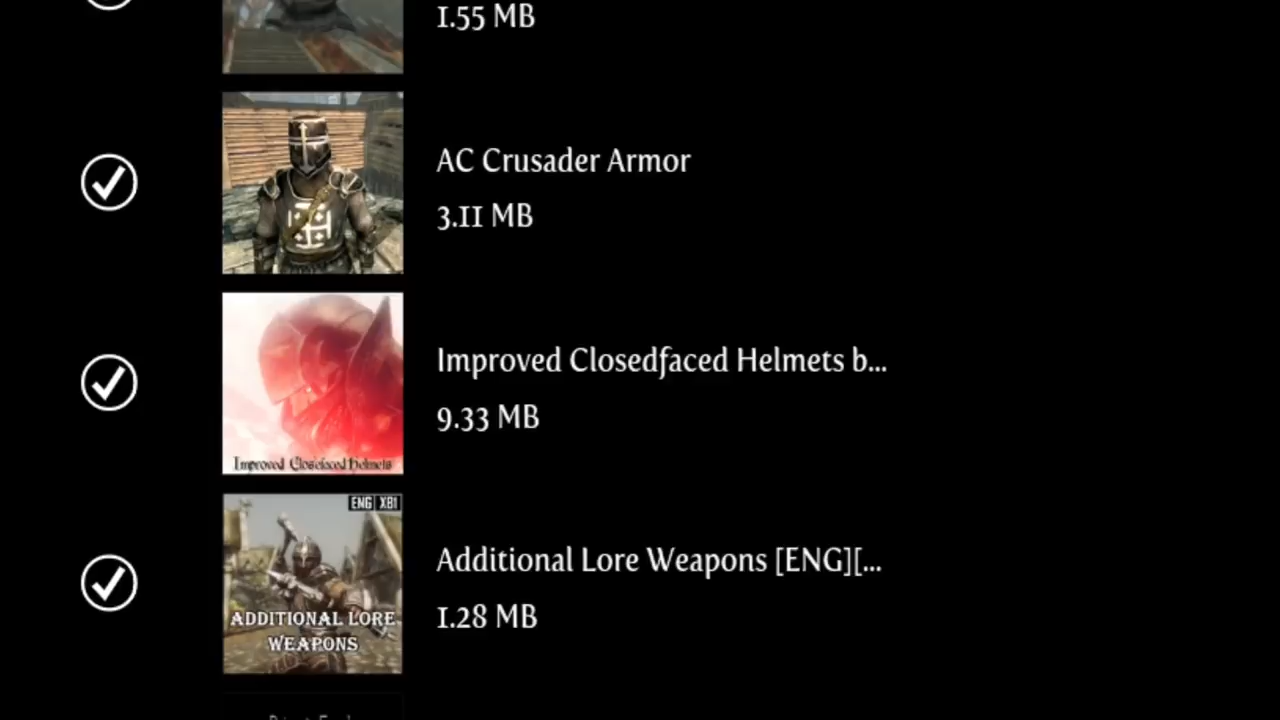 1.55 MB
AC Crusader Armor
3.11 MB
Improved Closedfaced Helmets b...
9.33 MB
Improved Closefaced Helmets
ENG XB1
Additional Lore Weapons [ENG][...
1.28 MB
ADDITIONAL LORE
WEAPONS